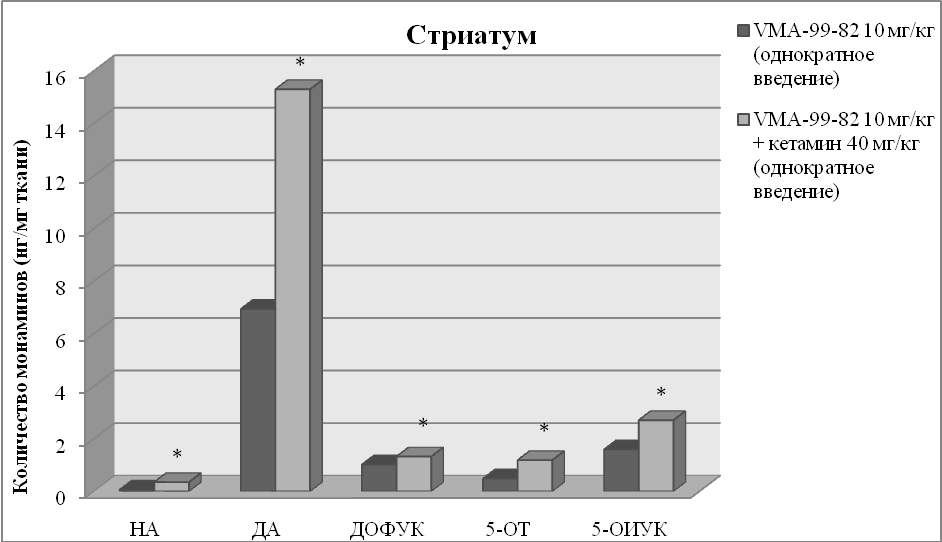 Стриатум
Количество монаминов (нг/мг ткани)
16
14
12
10
8
6
4
2
0
*
*
*
*
*
НА
ДА
ДОФУК
5-ОТ
5-ОИУК
VMA-99-82 10 мг/кг
(однократное
введение)
VMA-99-82 10 мг/кг
+ кетамин 40 мг/кг
(однократное
введение)